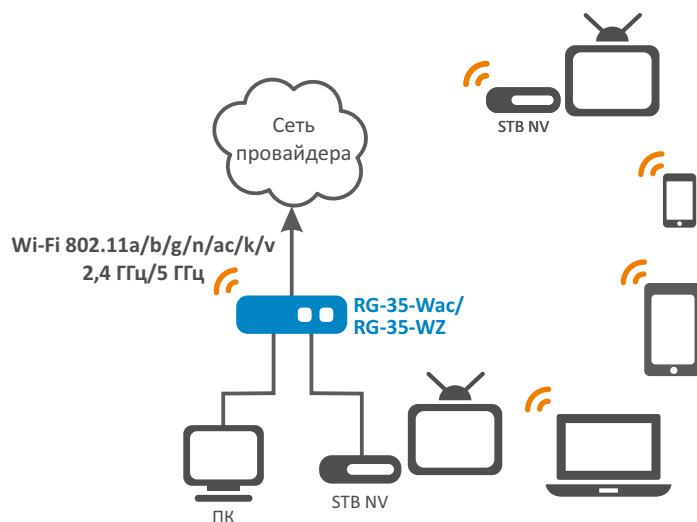 STB NV
Сеть
провайдера
Wi-Fi 802.11a/b/g/n/ac/k/v
2,4 ГГц/5 ГГц
RG-35-Wac/
RG-35-WZ
ПК
STB NV